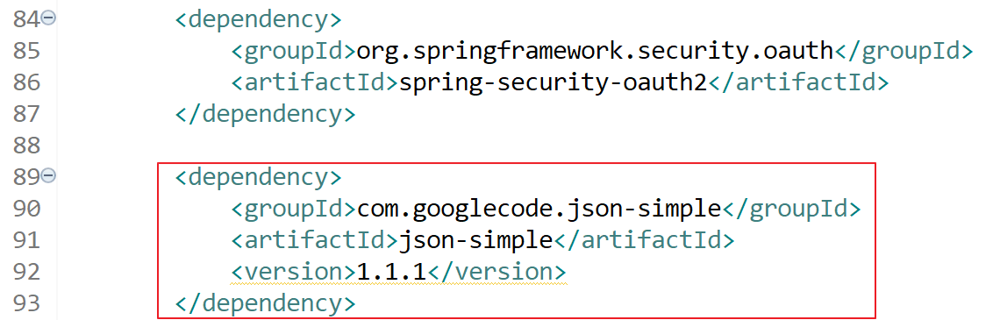 84 <dependency>
85 <groupId>org.springframework.security.oauth</groupId>
86 <artifactId>spring-security-oauth2</artifactId>
87 </dependency>
88
89 <dependency>
90 <groupId>com.googlecode.json-simple</groupId>
91 <artifactId>json-simple</artifactId>
92 <version>1.1.1</version>
93 </dependency>